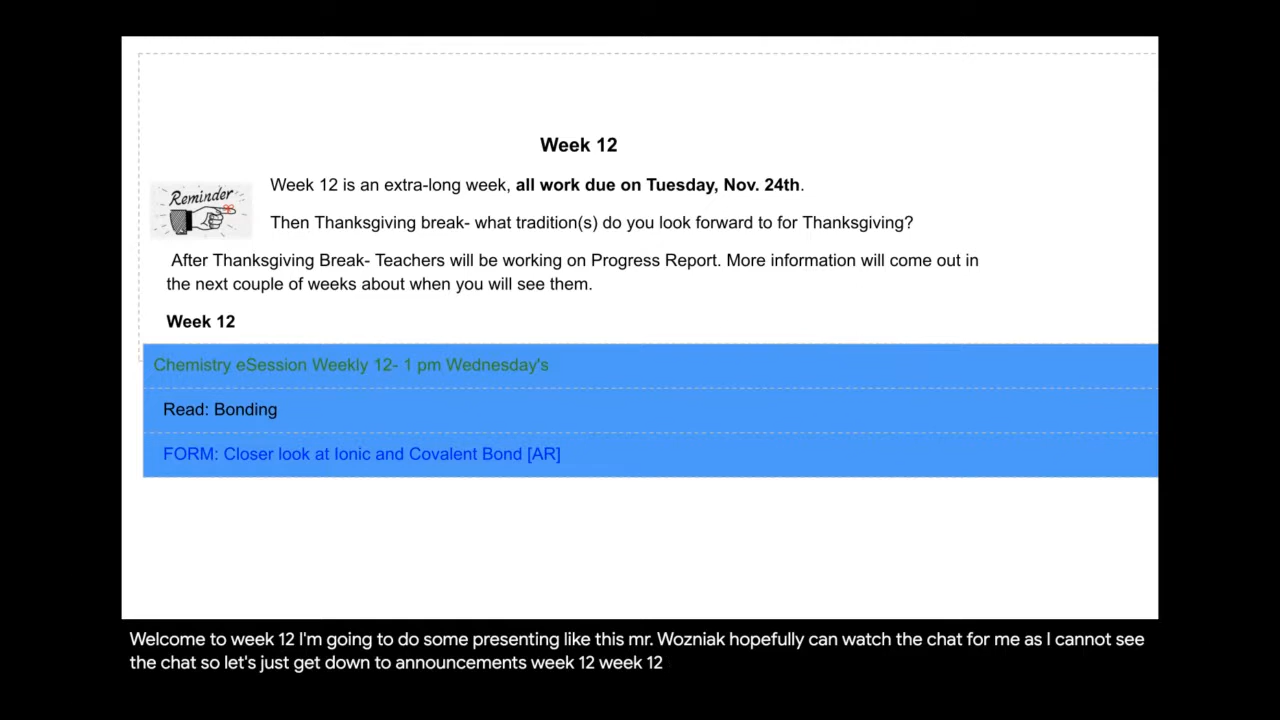 Week 12
Reminder
Week 12 is an extra-long week, all work due on Tuesday, Nov. 24th.
Then Thanksgiving break- what tradition(s) do you look forward to for Thanksgiving?
After Thanksgiving Break- Teachers will be working on Progress Report. More information will come out in
the next couple of weeks about when you will see them.
Week 12
Chemistry eSession Weekly 12- 1 pm Wednesday's
Read: Bonding
FORM: Closer look at Ionic and Covalent Bond [AR]
Welcome to week 12 I'm going to do some presenting like this mr. Wozniak hopefully can watch the chat for me as I cannot see
the chat so let's just get down to announcements week 12 week 12